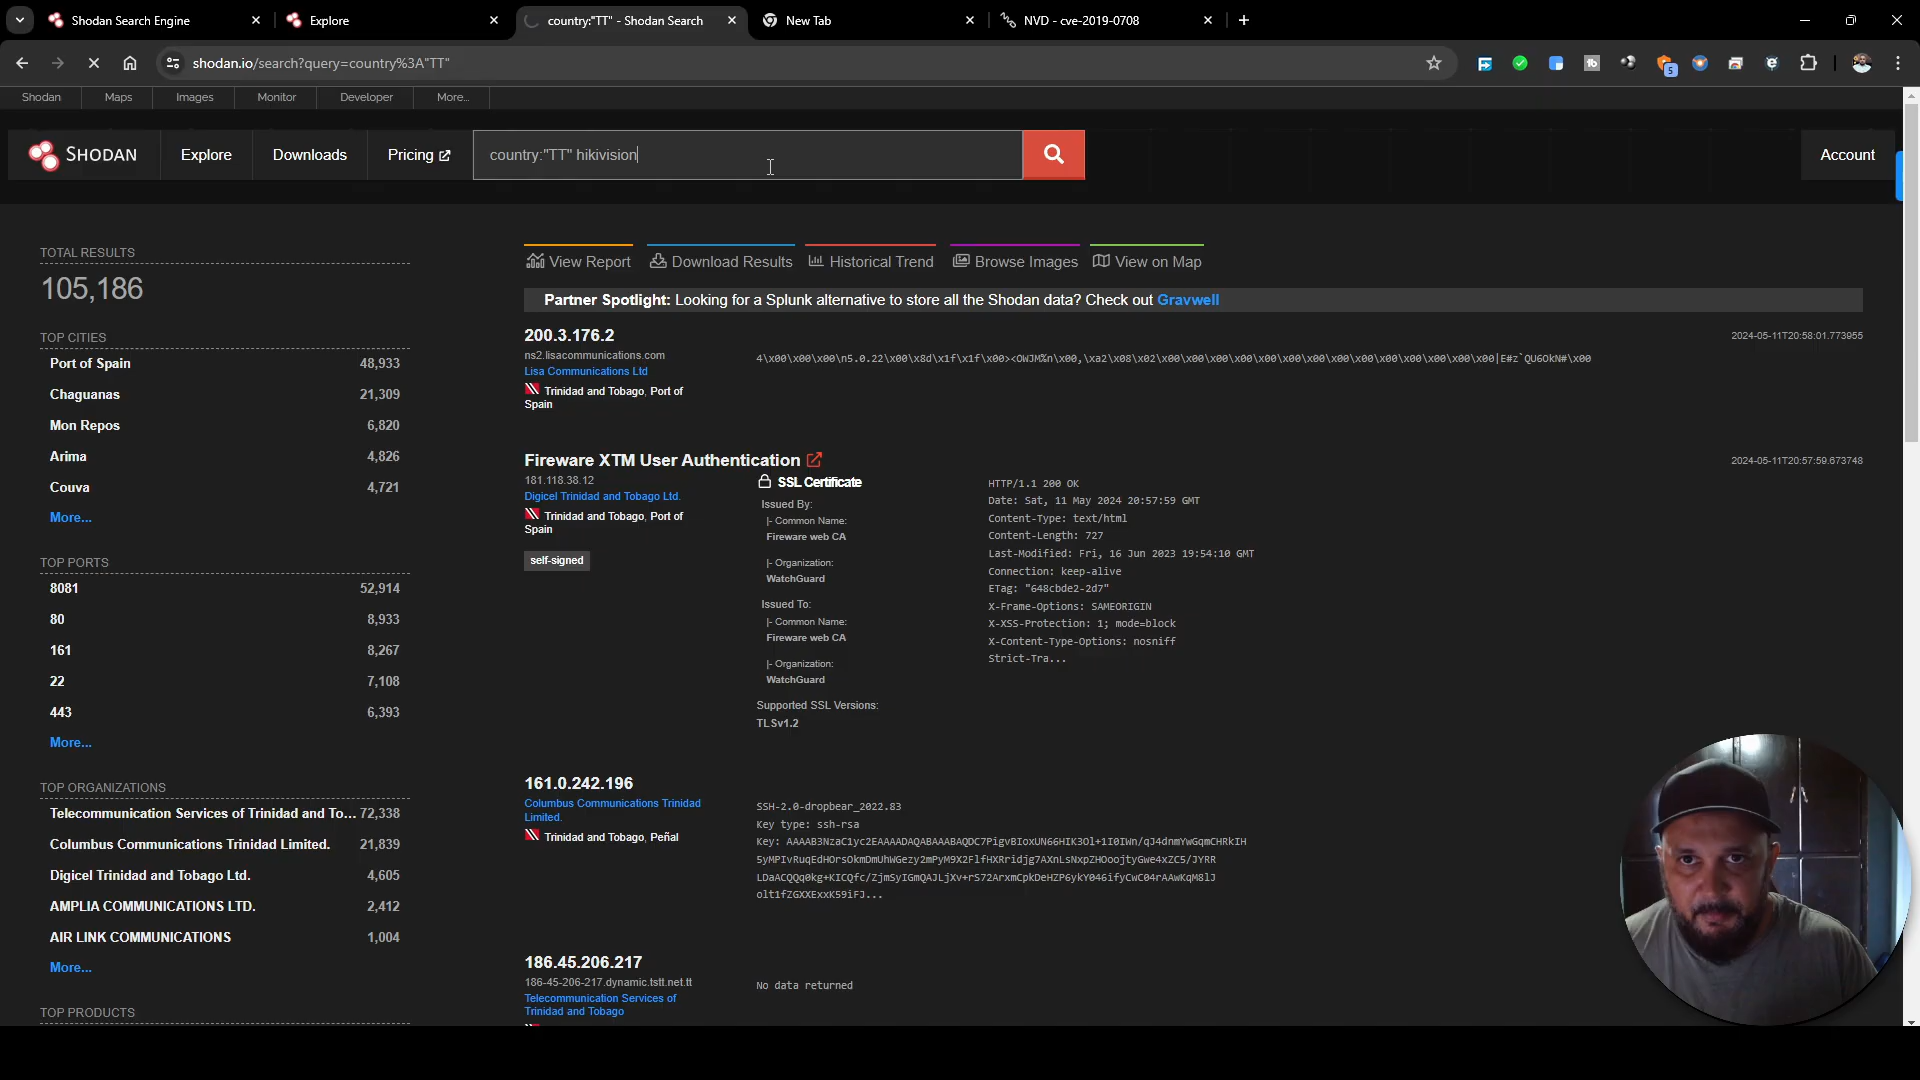 Shodan Search Engine
Explore
country:"TT" - Shodan Search
New Tab
NVD - cve-2019-0708
shodan.io/search?query=country%3A"TT"
5
Shodan
Maps
Images
Monitor
Developer
More...
SHODAN
Explore
Downloads
Pricing
country:"TT" hikivision
Account
TOTAL RESULTS
105,186
TOP CITIES
Port of Spain 48,933
Chaguanas 21,309
Mon Repos 6,820
Arima 4,826
Couva 4,721
More...
TOP PORTS
8081 52,914
80 8,933
161 8,267
22 7,108
443 6,393
More...
TOP ORGANIZATIONS
Telecommunication Services of Trinidad and To... 72,338
Columbus Communications Trinidad Limited. 21,839
Digicel Trinidad and Tobago Ltd. 4,605
AMPLIA COMMUNICATIONS LTD. 2,412
AIR LINK COMMUNICATIONS 1,004
More...
TOP PRODUCTS
View Report
Download Results
Historical Trend
Browse Images
View on Map
Partner Spotlight: Looking for a Splunk alternative to store all the Shodan data? Check out Gravwell
200.3.176.2
2024-05-11T20:58:01.773955
ns2.lisacommunications.com
Lisa Communications Ltd
Trinidad and Tobago, Port of
Spain
Fireware XTM User Authentication
2024-05-11T20:57:59.673748
181.118.38.12
Digicel Trinidad and Tobago Ltd.
Trinidad and Tobago, Port of
Spain
self-signed
SSL Certificate
Issued By:
|- Common Name:
Fireware web CA
|- Organization:
WatchGuard
Issued To:
|- Common Name:
Fireware web CA
|- Organization:
WatchGuard
Supported SSL Versions:
TLSv1.2
HTTP/1.1 200 OK
Date: Sat, 11 May 2024 20:57:59 GMT
Content-Type: text/html
Content-Length: 727
Last-Modified: Fri, 16 Jun 2023 19:54:10 GMT
Connection: keep-alive
ETag: "648cbde2-2d7"
X-Frame-Options: SAMEORIGIN
X-XSS-Protection: 1; mode=block
X-Content-Type-Options: nosniff
Strict-Tra...
161.0.242.196
Columbus Communications Trinidad
Limited.
Trinidad and Tobago, Peñal
SSH-2.0-dropbear_2022.83
Key type: ssh-rsa
Key:
186.45.206.217
186-45-206-217.dynamic.tstt.net.tt
Telecommunication Services of
Trinidad and Tobago
No data returned